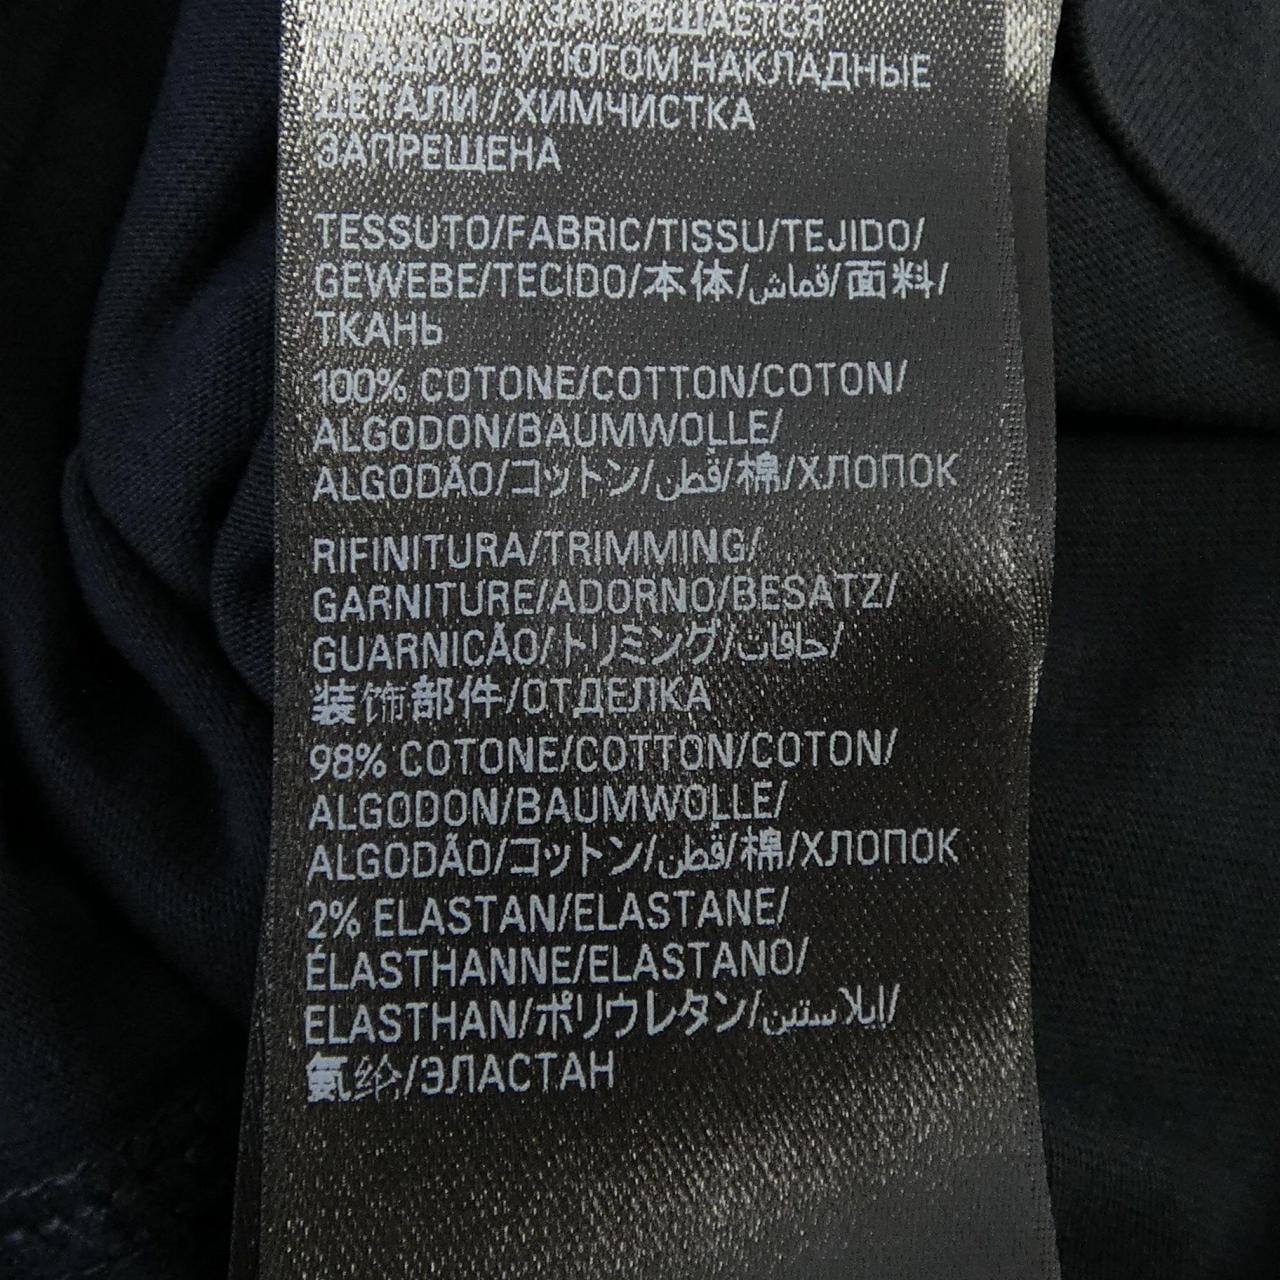 ЗАПРЕЩАЕТСЯ
ГЛАДИТЬ УТЮГОМ НАКЛАДНЫЕ
ДЕТАЛИ / ХИМЧИСТКА
ЗАПРЕЩЕНА
TESSUTO/FABRIC/TISSU/TEJIDO/
GEWEBE/TECIDO/本体/قماش/面料/
ТКАНЬ
100% COTONE/COTTON/COTON/
ALGODON/BAUMWOLLE/
ALGODÃO/コットン/قطن/棉/ХЛОПОК
RIFINITURA/TRIMMING/
GARNITURE/ADORNO/BESATZ/
GUARNICÃO/トリミング/حافات/
装饰部件/ОТДЕЛКА
98% COTONE/COTTON/COTON/
ALGODON/BAUMWOLLE/
ALGODÃO/コットン/قطن/棉/ХЛОПОК
2% ELASTAN/ELASTANE/
ÉLASTHANNE/ELASTANO/
ELASTHAN/ポリウレタン/إيلاستين/
氨纶/ЭЛАСТАН